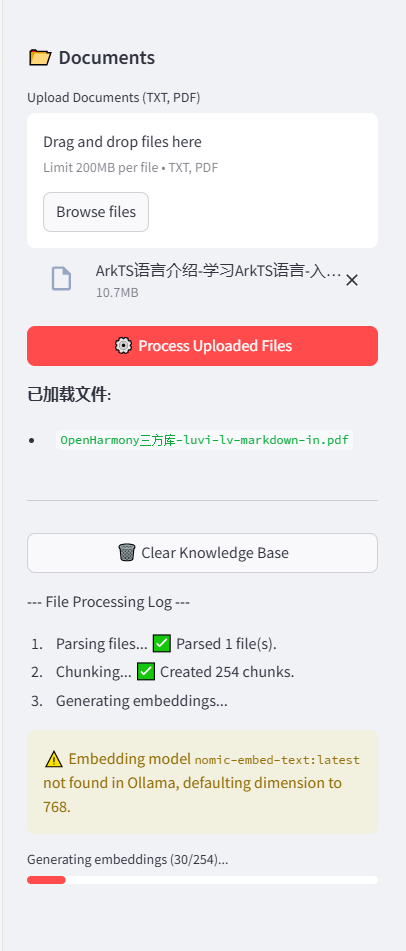 📁 Documents
Upload Documents (TXT, PDF)
Drag and drop files here
Limit 200MB per file • TXT, PDF
Browse files
ArkTS语言介绍-学习ArkTS语言-入…
10.7MB
⚙️ Process Uploaded Files
已加载文件:
• OpenHarmony三方库-luvi-lv-markdown-in.pdf
🗑️ Clear Knowledge Base
--- File Processing Log ---
1. Parsing files... ✅ Parsed 1 file(s).
2. Chunking... ✅ Created 254 chunks.
3. Generating embeddings...
⚠️ Embedding model nomic-embed-text:latest
not found in Ollama, defaulting dimension to
768.
Generating embeddings (30/254)...